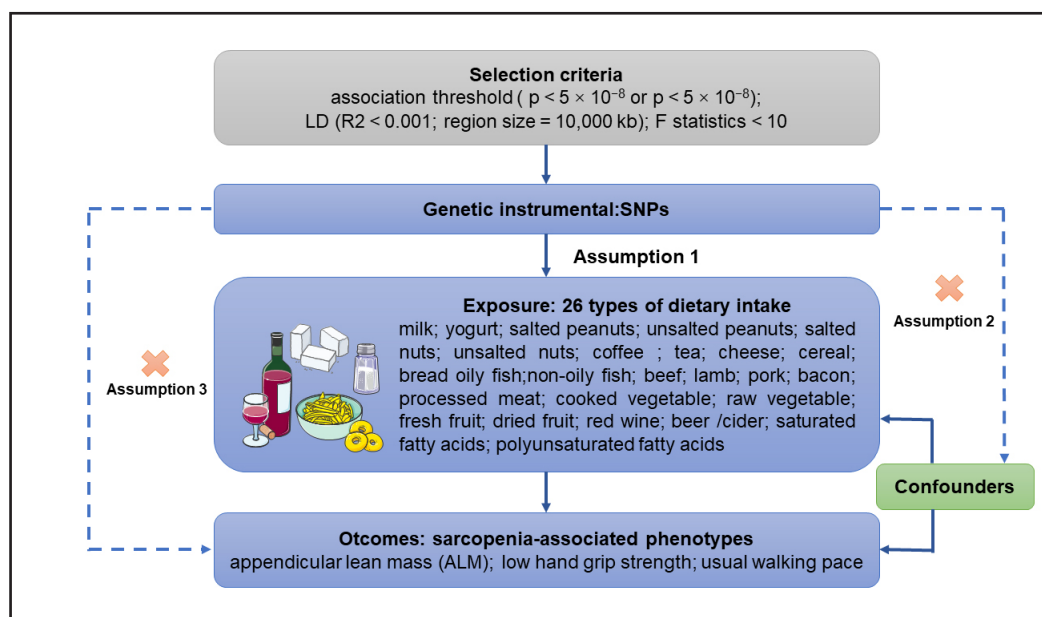 Selection criteria
association threshold ( p < 5 × 10⁻⁸ or p < 5 × 10⁻⁸);
LD (R2 < 0.001; region size = 10,000 kb); F statistics < 10
Genetic instrumental:SNPs
Assumption 1
Exposure: 26 types of dietary intake
milk; yogurt; salted peanuts; unsalted peanuts; salted
nuts; unsalted nuts; coffee ; tea; cheese; cereal;
bread oily fish;non-oily fish; beef; lamb; pork; bacon;
processed meat; cooked vegetable; raw vegetable;
fresh fruit; dried fruit; red wine; beer /cider; saturated
fatty acids; polyunsaturated fatty acids
Assumption 2
Assumption 3
Confounders
Otcomes: sarcopenia-associated phenotypes
appendicular lean mass (ALM); low hand grip strength; usual walking pace